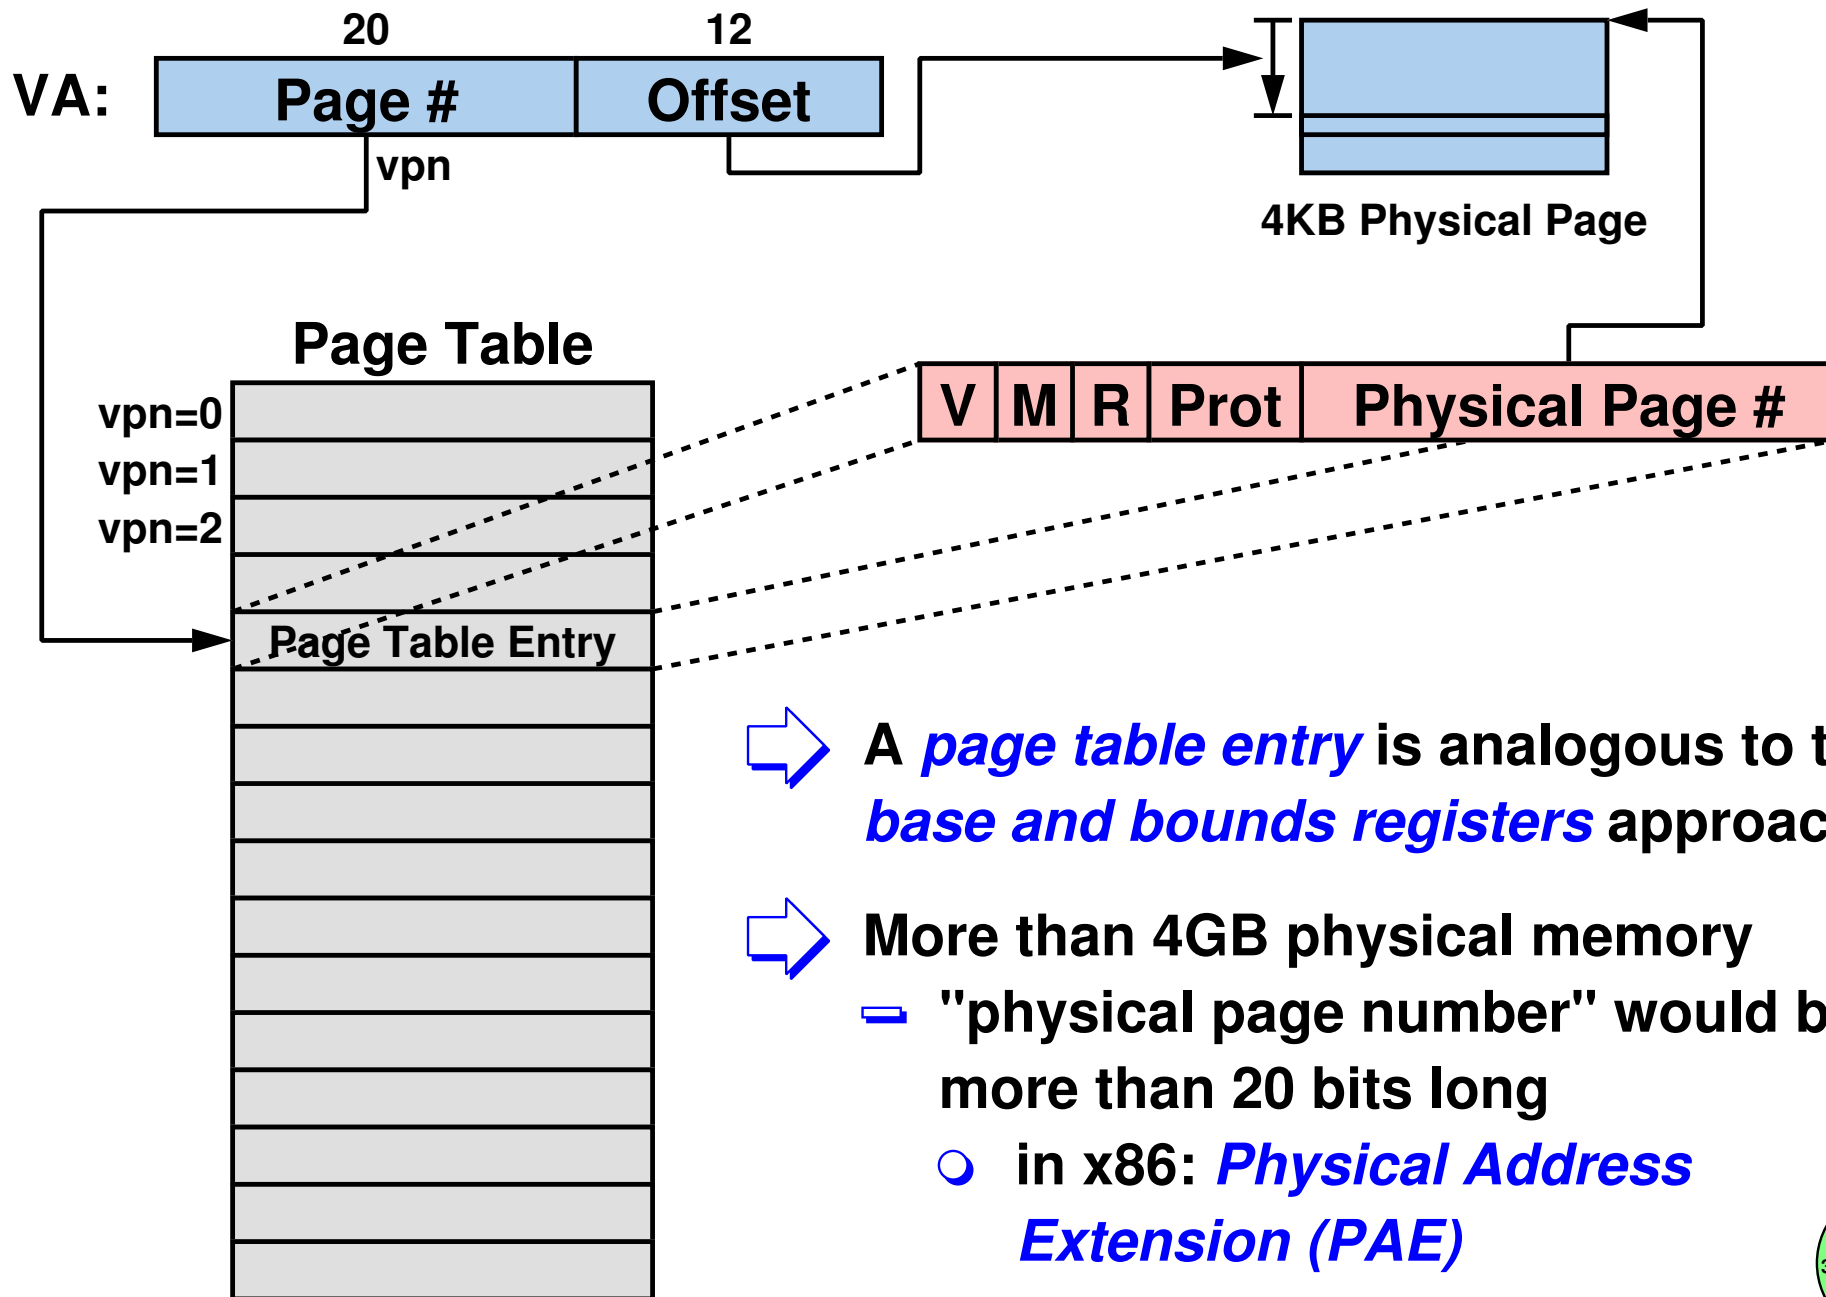 20 12
VA: Page # Offset
vpn
4KB Physical Page
Page Table
V M R Prot Physical Page #
vpn=0
vpn=1
vpn=2
Page Table Entry
A page table entry is analogous to
base and bounds registers
More than 4GB physical memory
"physical page number" would
more than 20 bits long
in x86: Physical Address
Extension (PAE)